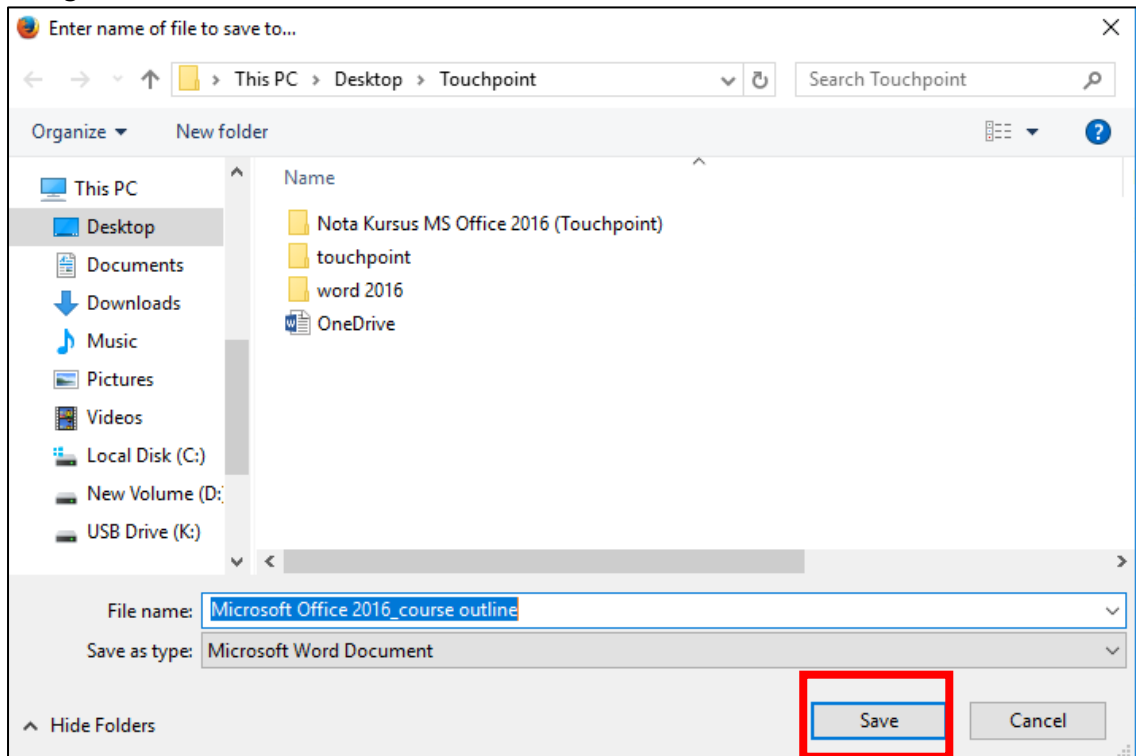 Enter name of file to save to...
This PC > Desktop > Touchpoint
Search Touchpoint
Organize
New folder
Name
This PC
Desktop
Documents
Downloads
Music
Pictures
Videos
Local Disk (C:)
New Volume (D:
USB Drive (K:)
Nota Kursus MS Office 2016 (Touchpoint)
touchpoint
word 2016
OneDrive
File name: Microsoft Office 2016_course outline
Save as type: Microsoft Word Document
Hide Folders
Save
Cancel